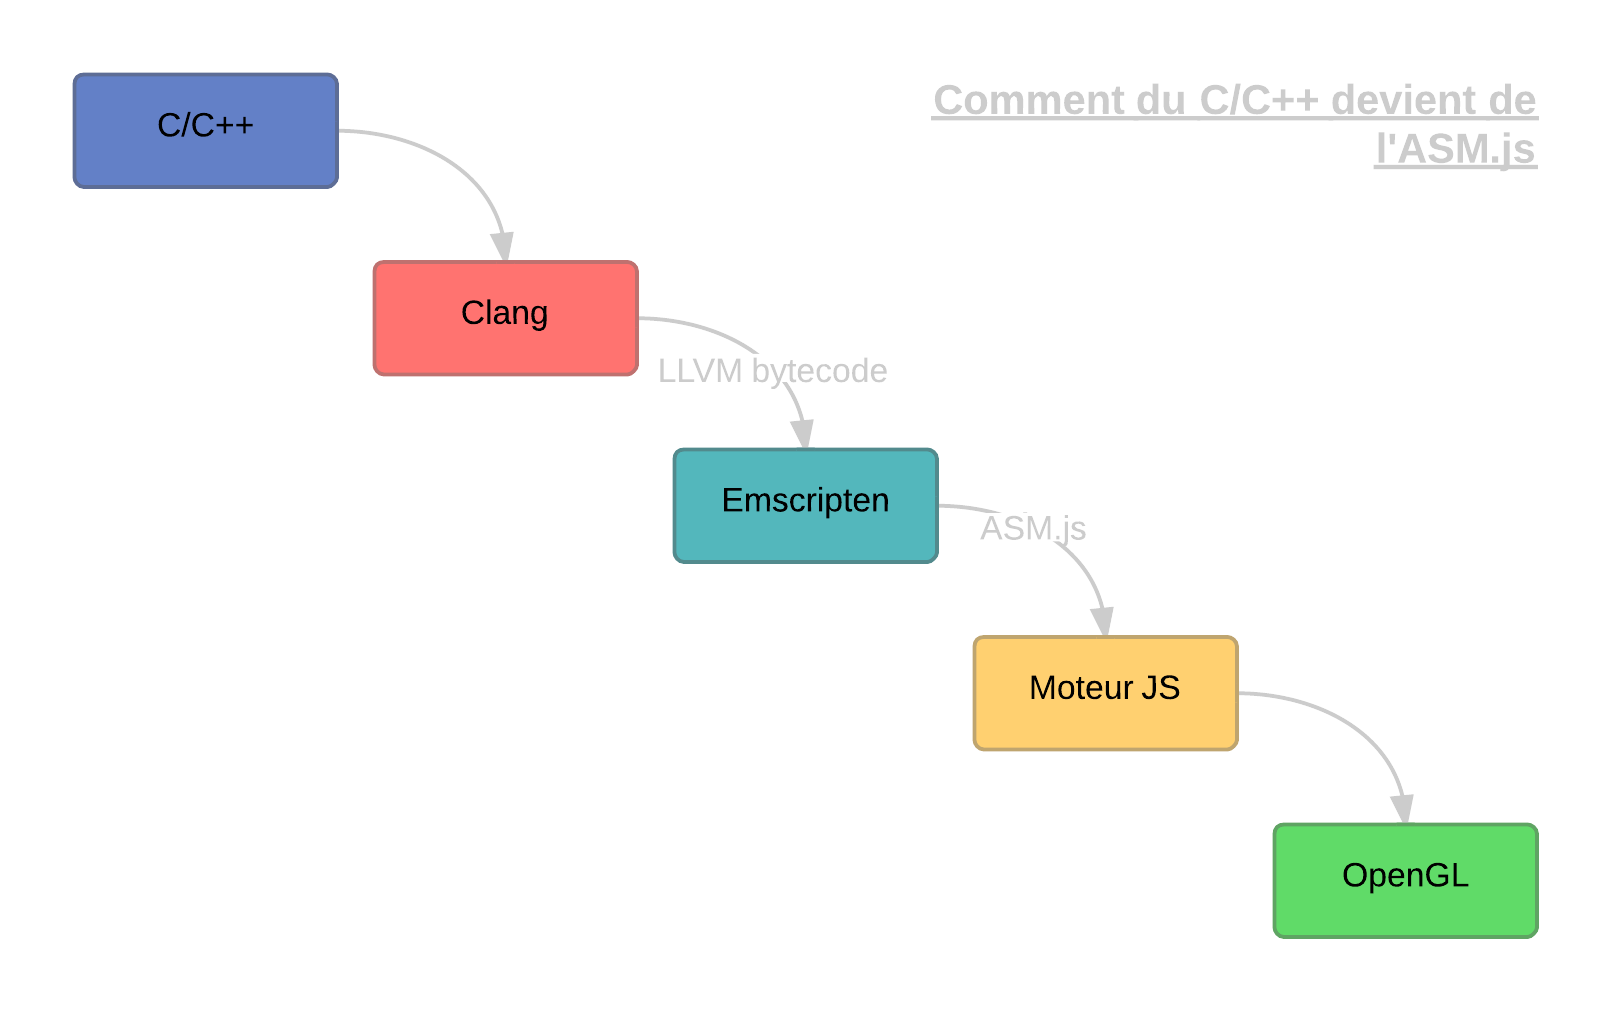 Comment du C/C++ devient de
l'ASM.js
C/C++
Clang
LLVM bytecode
Emscripten
ASM.js
Moteur JS
OpenGL